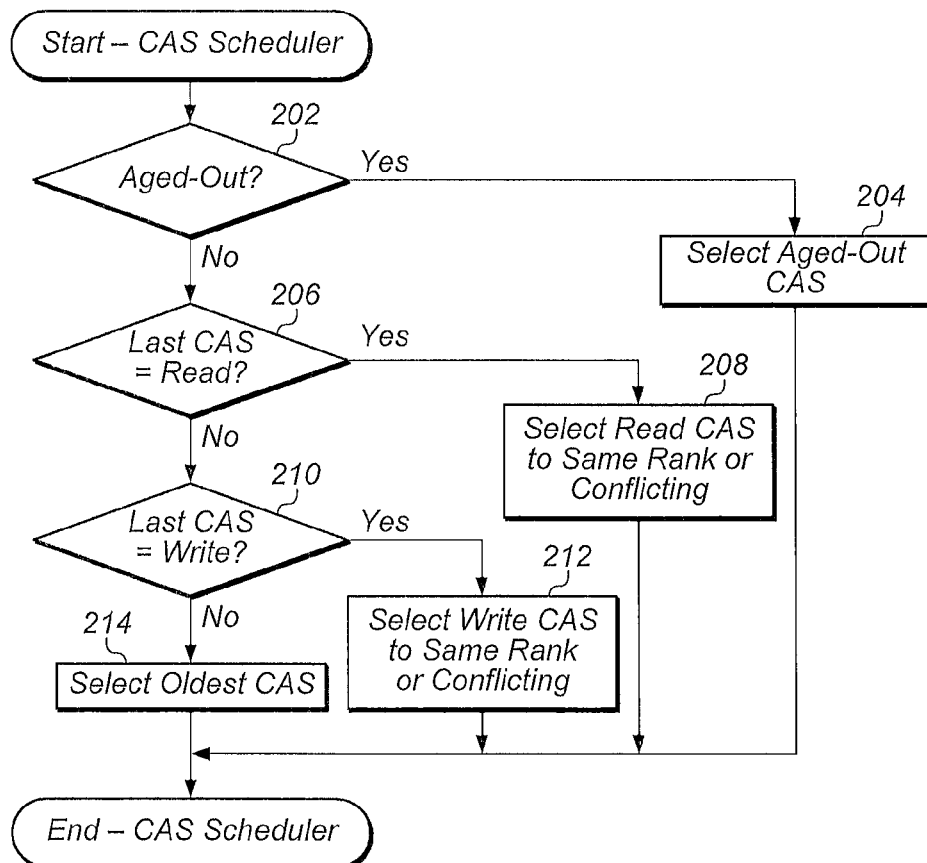 Start – CAS Scheduler
202
Aged-Out?
Yes
204
Select Aged-Out
CAS
No
206
Last CAS
= Read?
Yes
208
Select Read CAS
to Same Rank or
Conflicting
No
210
Last CAS
= Write?
Yes
212
Select Write CAS
to Same Rank
or Conflicting
No
214
Select Oldest CAS
End – CAS Scheduler